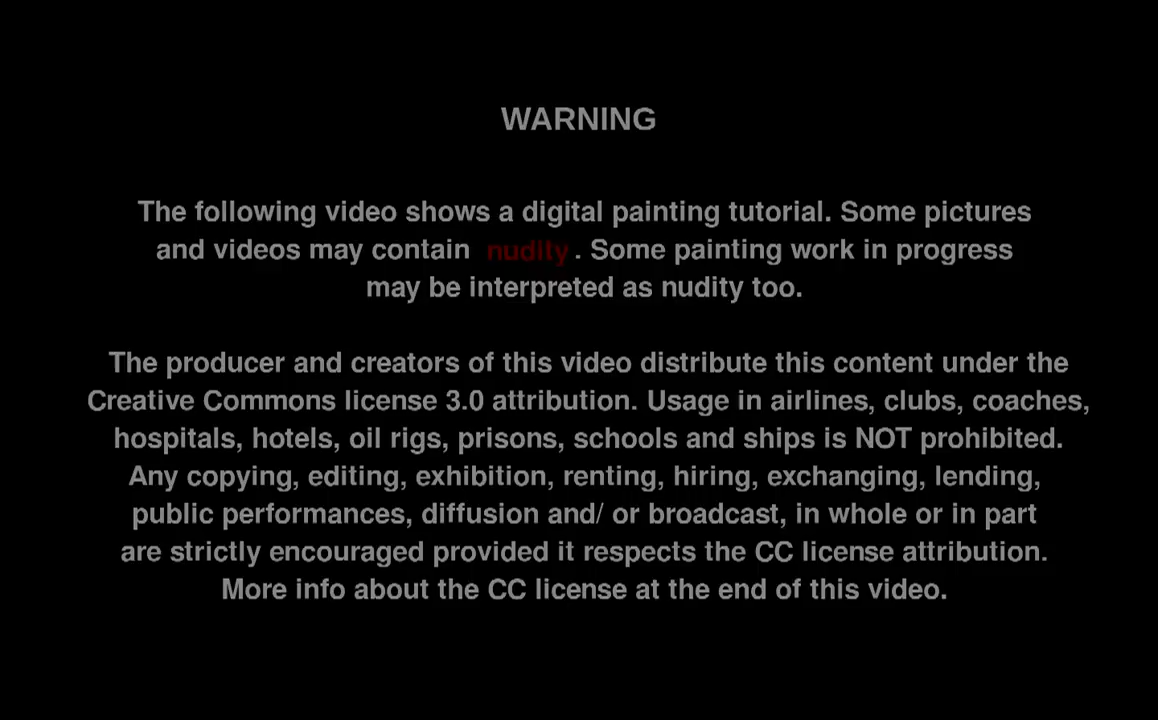 WARNING
The following video shows a digital painting tutorial. Some pictures
and videos may contain nudity. Some painting work in progress
may be interpreted as nudity too.
The producer and creators of this video distribute this content under the
Creative Commons license 3.0 attribution. Usage in airlines, clubs, coaches,
hospitals, hotels, oil rigs, prisons, schools and ships is NOT prohibited.
Any copying, editing, exhibition, renting, hiring, exchanging, lending,
public performances, diffusion and/ or broadcast, in whole or in part
are strictly encouraged provided it respects the CC license attribution.
More info about the CC license at the end of this video.